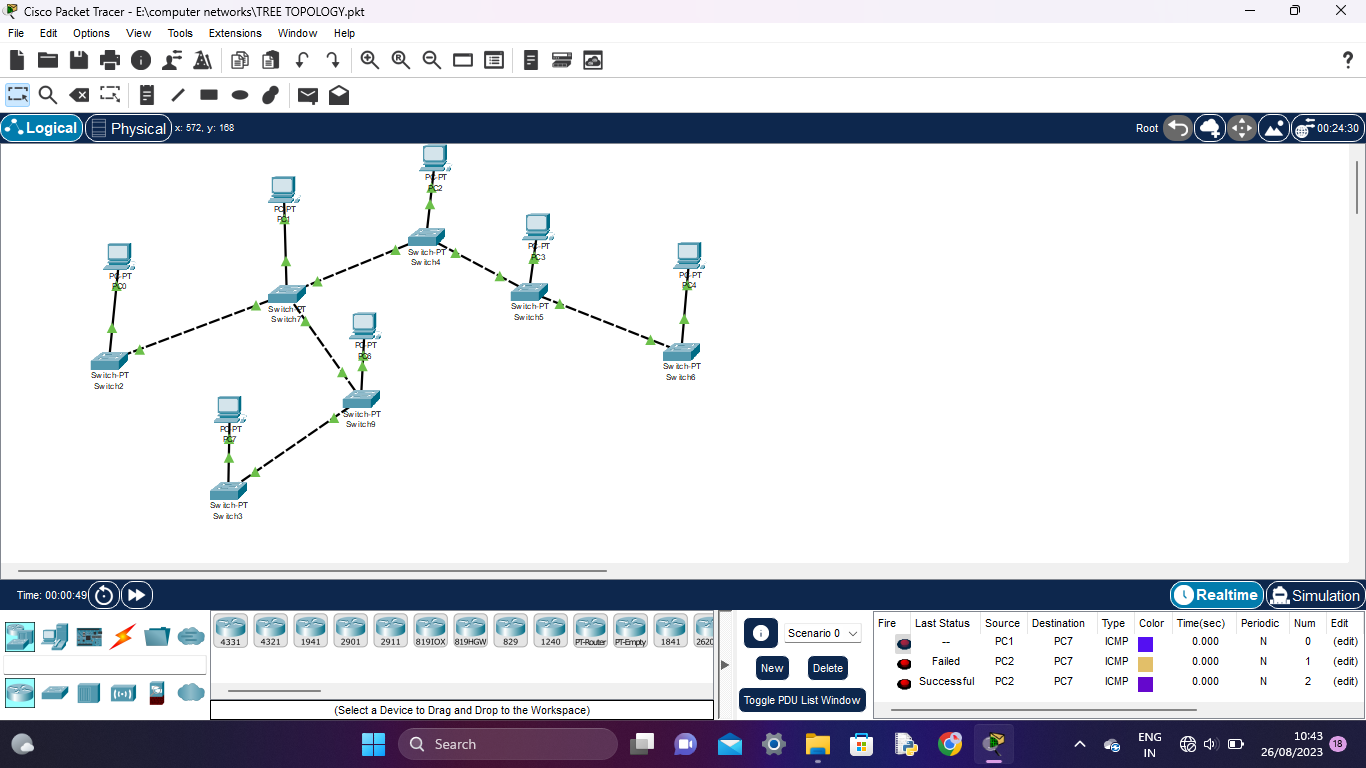 Cisco Packet Tracer - E:\computer networks\TREE TOPOLOGY.pkt
File Edit Options View Tools Extensions Window Help
?
Logical Physical x: 572, y: 168 Root 00:24:30
PC-PT
PC2
PC-PT
PC1
Switch-PT
Switch4
PC-PT
PC3
PC-PT
PC0
PC-PT
PC4
Switch-PT
Switch7
Switch-PT
Switch5
PC-PT
PC6
Switch-PT
Switch2
Switch-PT
Switch6
Switch-PT
Switch9
PC-PT
PC7
Switch-PT
Switch3
Time: 00:00:49 Realtime Simulation
4331 4321 1941 2901 2911 819IOX 819HGW 829 1240 PT-Router PT-Empty 1841 2620
(Select a Device to Drag and Drop to the Workspace)
Scenario 0
New Delete
Toggle PDU List Window
Fire Last Status Source Destination Type Color Time(sec) Periodic Num Edit
-- PC1 PC7 ICMP 0.000 N 0 (edit)
Failed PC2 PC7 ICMP 0.000 N 1 (edit)
Successful PC2 PC7 ICMP 0.000 N 2 (edit)
Search
ENG
IN
10:43
26/08/2023
18